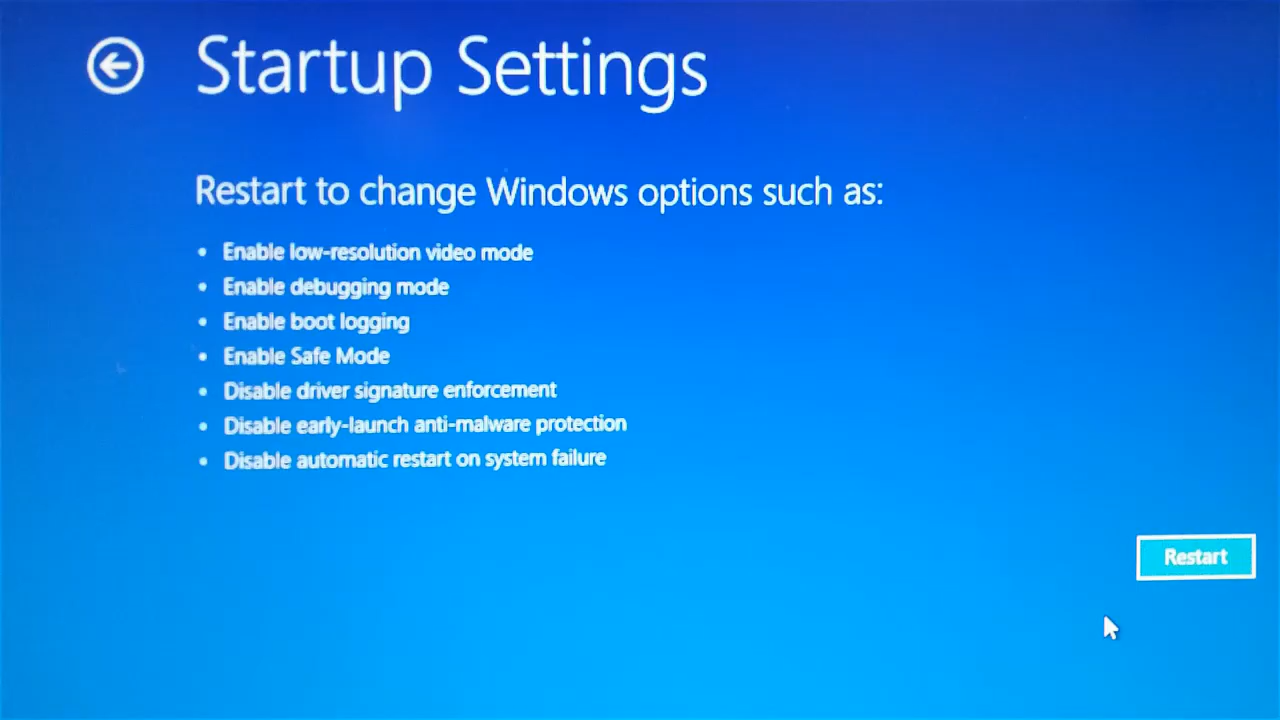 Startup Settings
Restart to change Windows options such as:
• Enable low-resolution video mode
• Enable debugging mode
• Enable boot logging
• Enable Safe Mode
• Disable driver signature enforcement
• Disable early-launch anti-malware protection
• Disable automatic restart on system failure
Restart